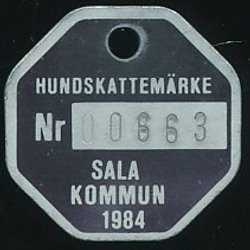 HUNDSKATTEMÄRKE
Nr 00663
SALA
KOMMUN
1984